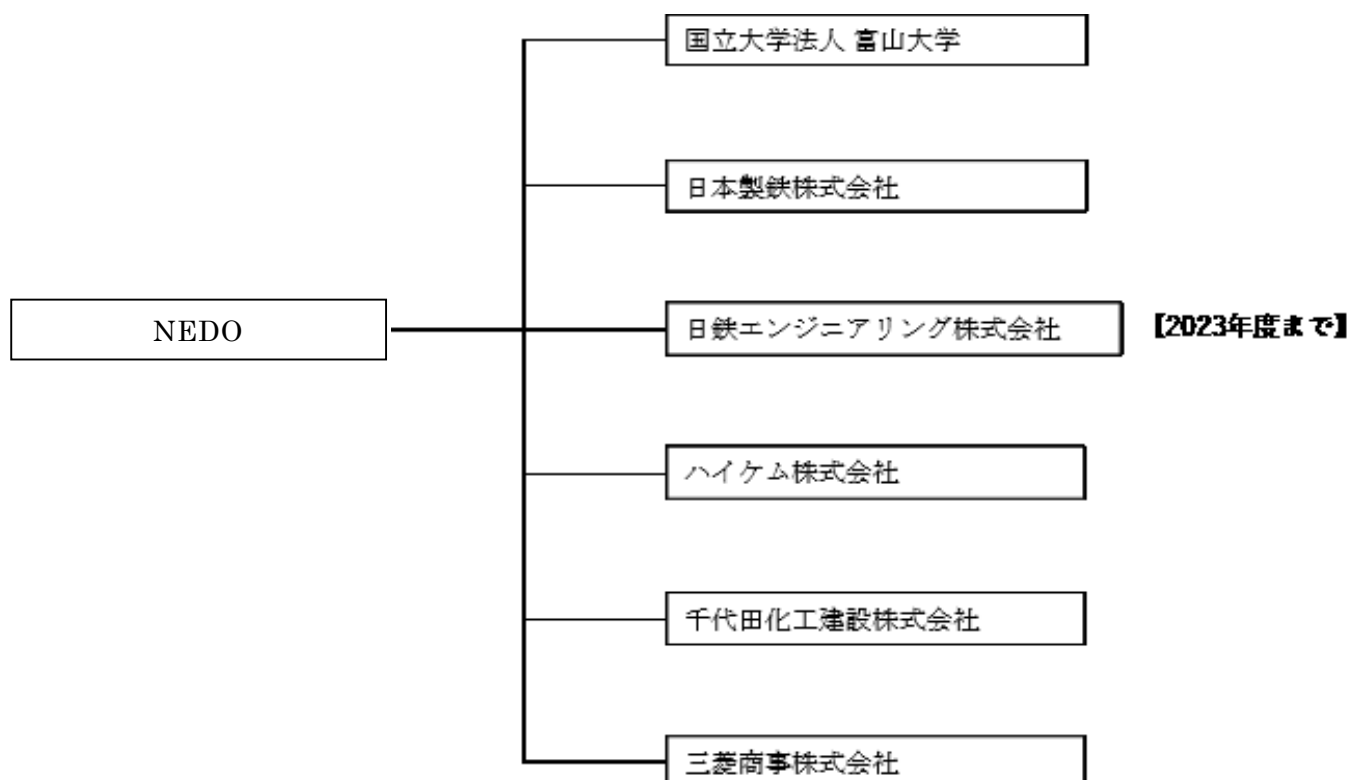 国立大学法人 富山大学
日本製鉄株式会社
NEDO
日鉄エンジニアリング株式会社
【2023年度まで】
ハイケム株式会社
千代田化工建設株式会社
三菱商事株式会社